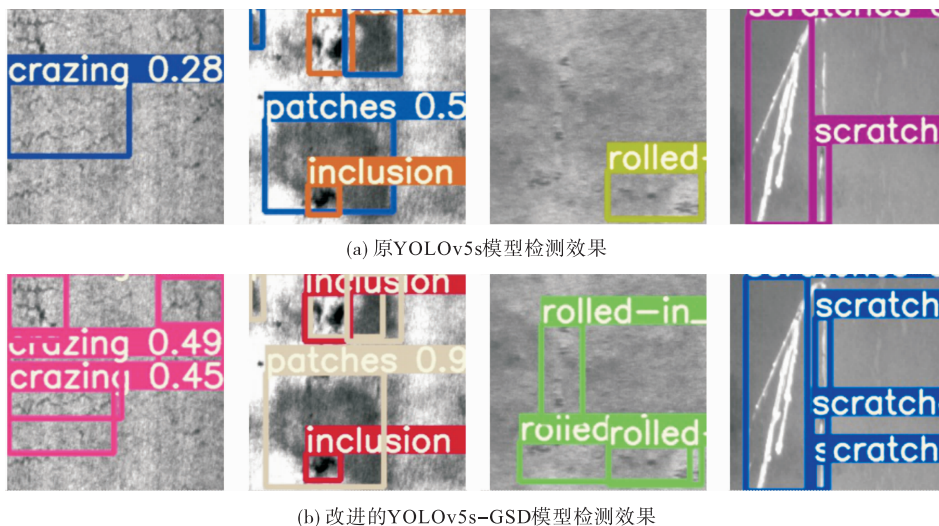 crazing 0.28
inclusion
patches 0.5
inclusion
rolled-
scratches
scratch
(a) 原YOLOv5s模型检测效果
crazing 0.49
crazing 0.45
inclusion
patches 0.9
inclusion
rolled-in_
rolled
rolled-
scratches
scratch
scratch
scratch
(b) 改进的YOLOv5s-GSD模型检测效果